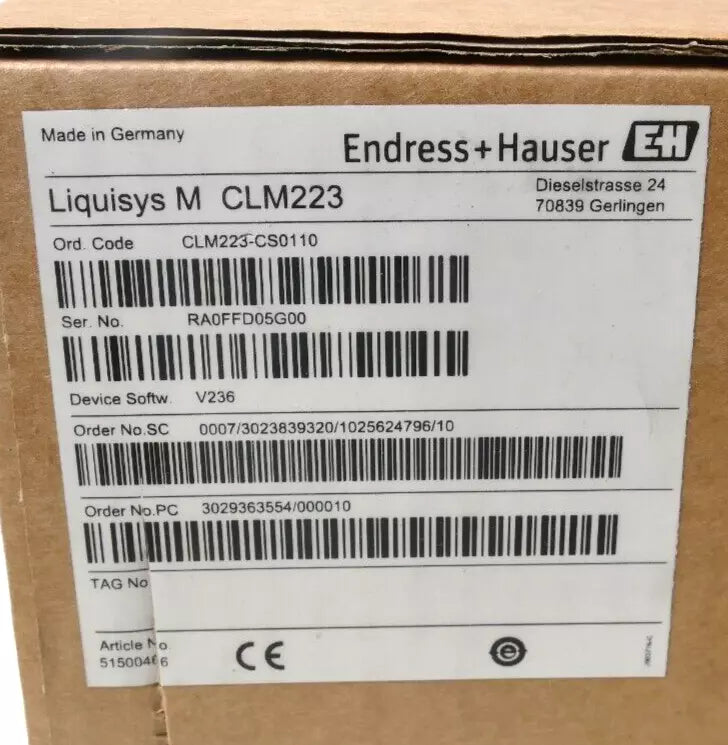 Made in Germany
Endress+Hauser EH
Liquisys M CLM223
Dieselstrasse 24
70839 Gerlingen
Ord. Code CLM223-CS0110
Ser. No. RA0FFD05G00
Device Softw. V236
Order No.SC 0007/3023839320/1025624796/10
Order No.PC 3029363554/000010
TAG No
Article No.
CE